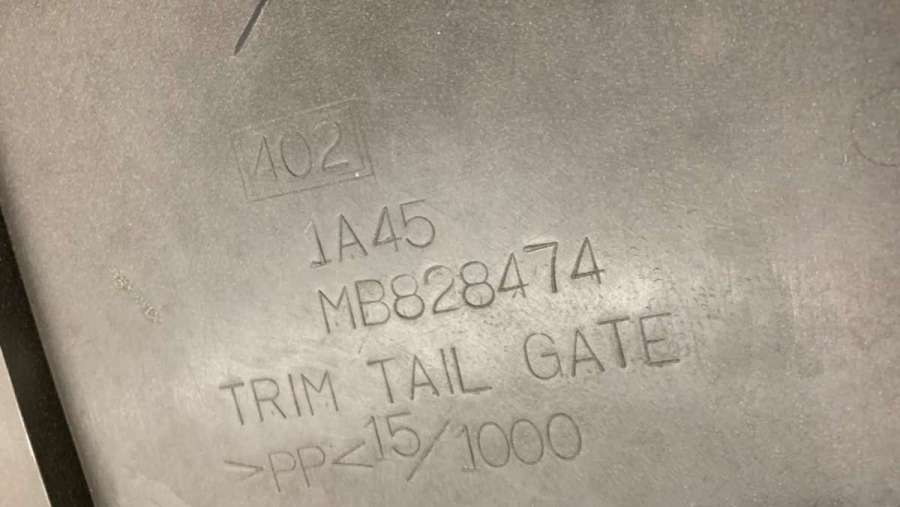 402
1A45
MB828474
TRIM TAIL GATE
>PP<15/1000